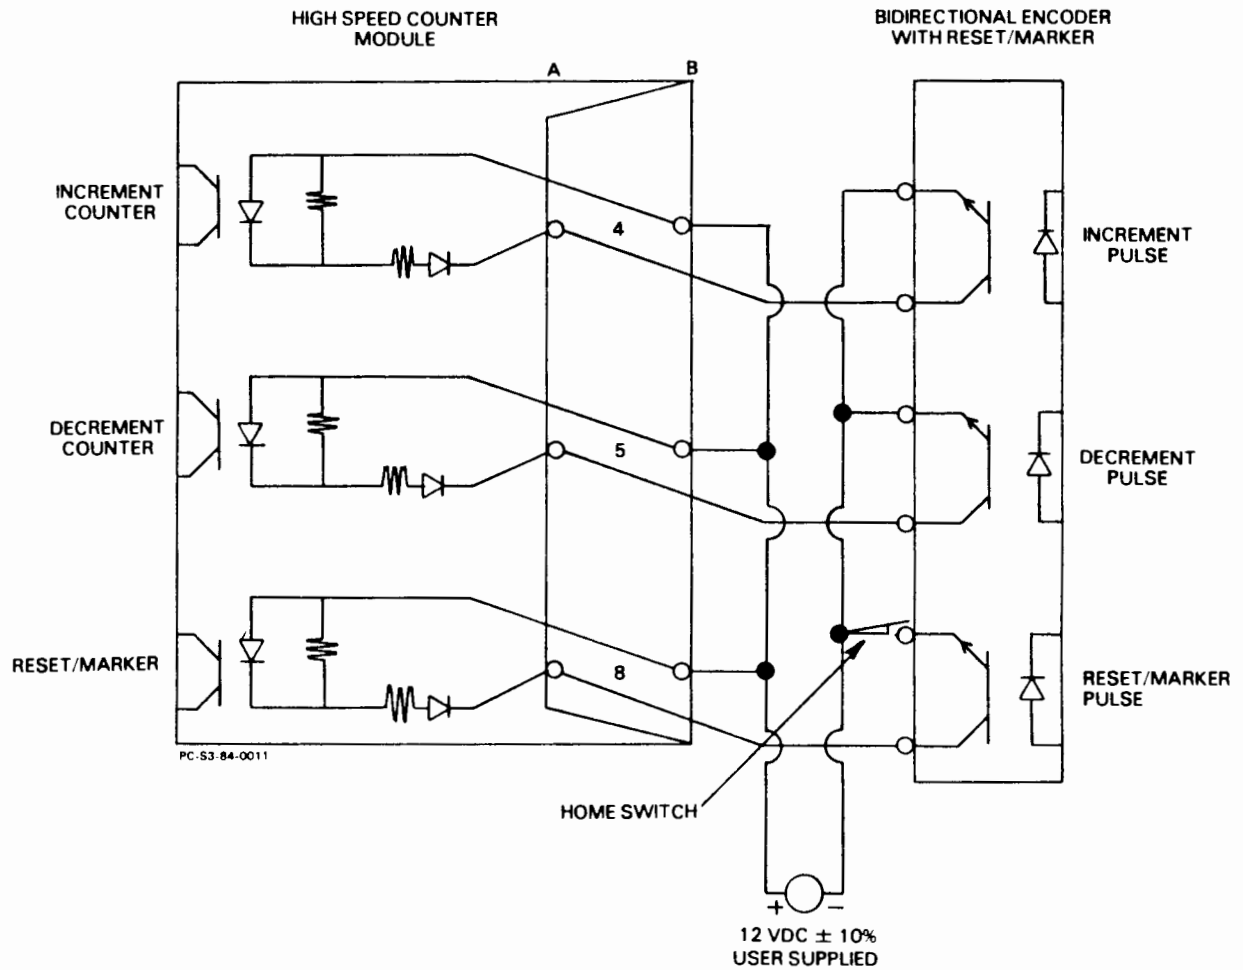 HIGH SPEED COUNTER
MODULE
BIDIRECTIONAL ENCODER
WITH RESET/MARKER
A
B
INCREMENT
COUNTER
4
INCREMENT
PULSE
DECREMENT
COUNTER
5
DECREMENT
PULSE
RESET/MARKER
8
RESET/MARKER
PULSE
PC-S3-84-0011
HOME SWITCH
+
−
12 VDC ± 10%
USER SUPPLIED